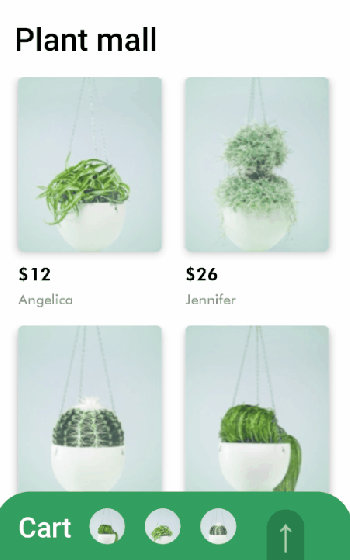 Plant mall
$12
$26
Angelica
Jennifer
Cart